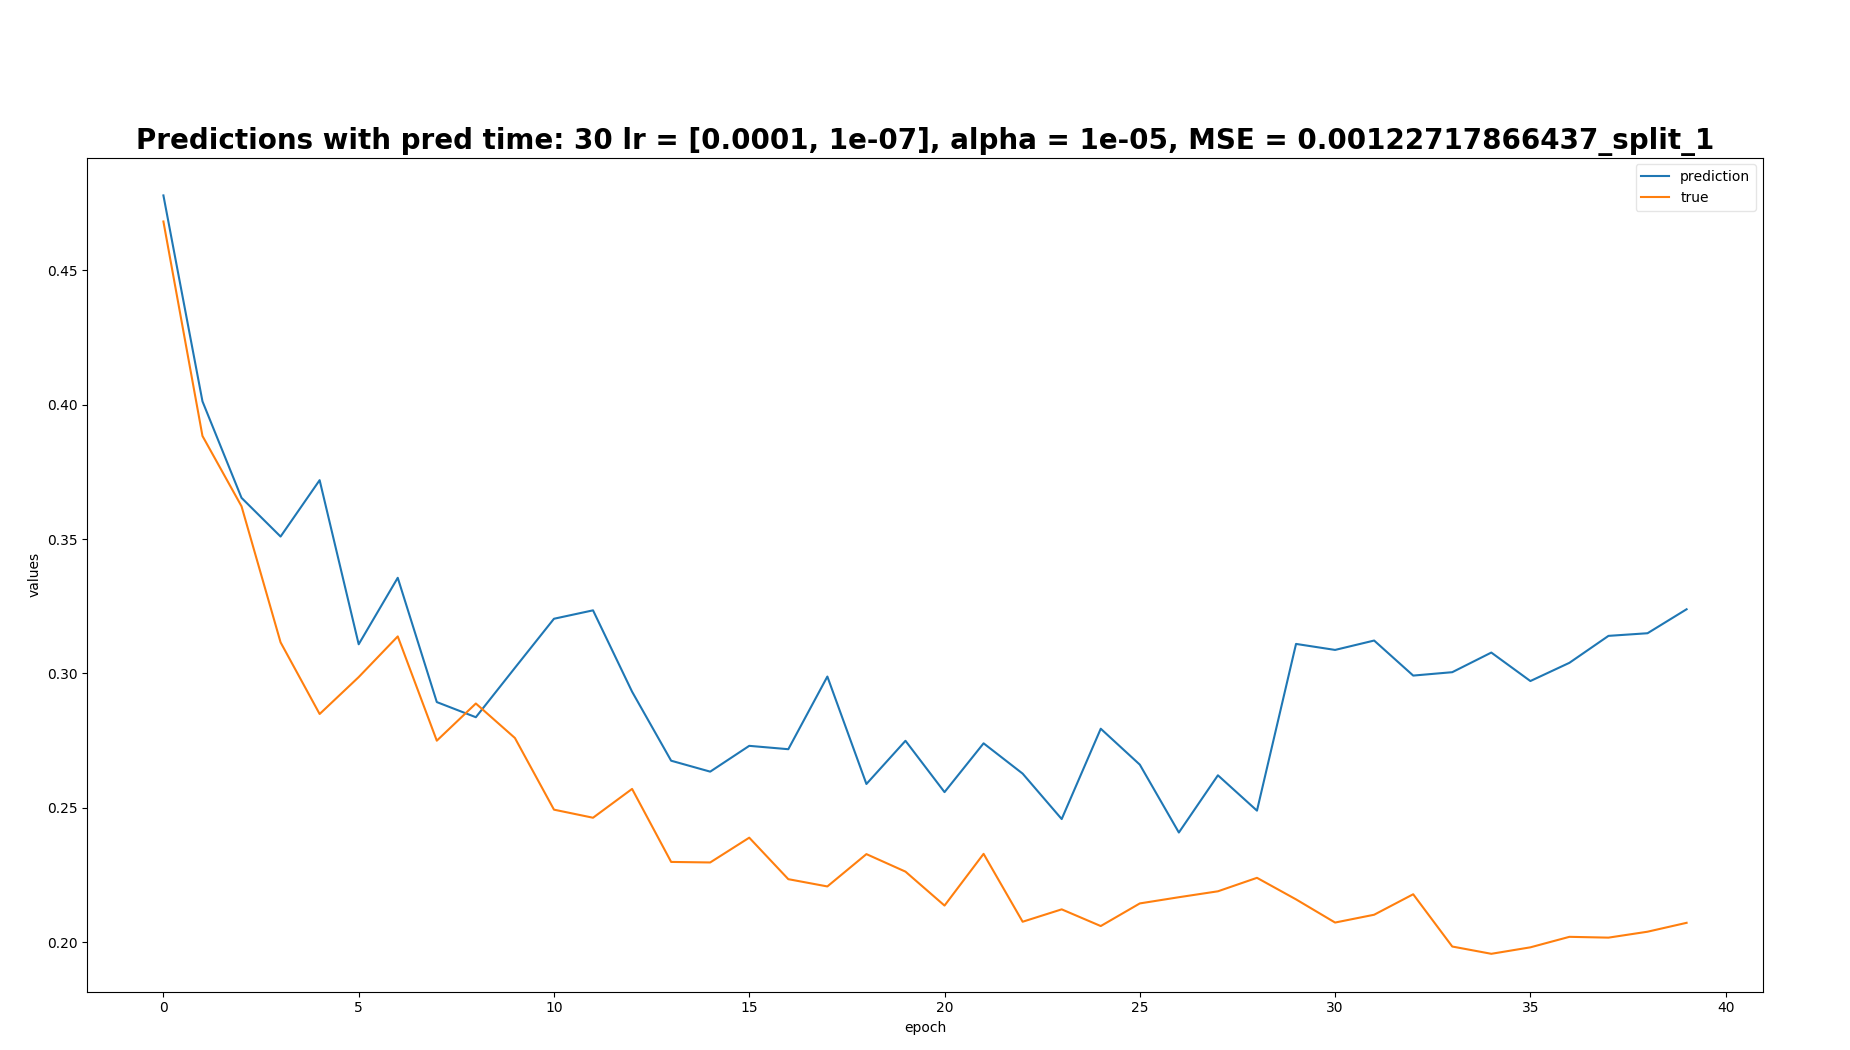 Predictions with pred time: 30 lr = [0.0001, 1e-07], alpha = 1e-05, MSE = 0.00122717866437_split_1
prediction
true
values
0.45
0.40
0.35
0.30
0.25
0.20
0 5 10 15 20 25 30 35 40
epoch